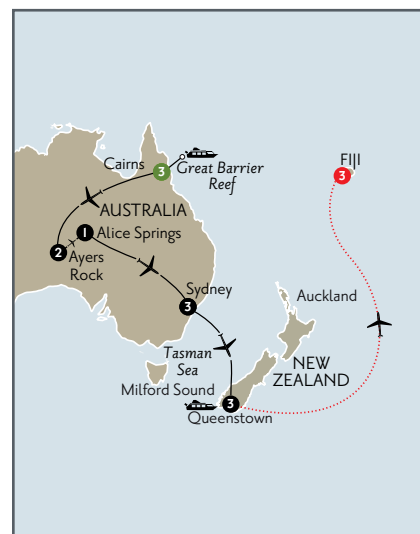 FIJI
3
Cairns
3
Great Barrier
Reef
AUSTRALIA
1
Alice Springs
2
Ayers
Rock
Sydney
3
Auckland
Tasman
Sea
NEW
ZEALAND
Milford Sound
3
Queenstown